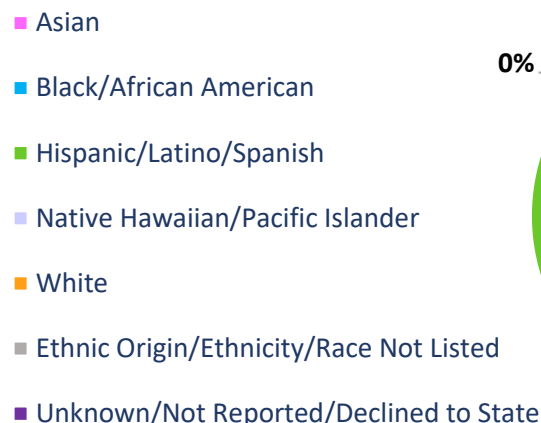 Asian
0%
Black/African American
Hispanic/Latino/Spanish
Native Hawaiian/Pacific Islander
White
Ethnic Origin/Ethnicity/Race Not Listed
Unknown/Not Reported/Declined to State